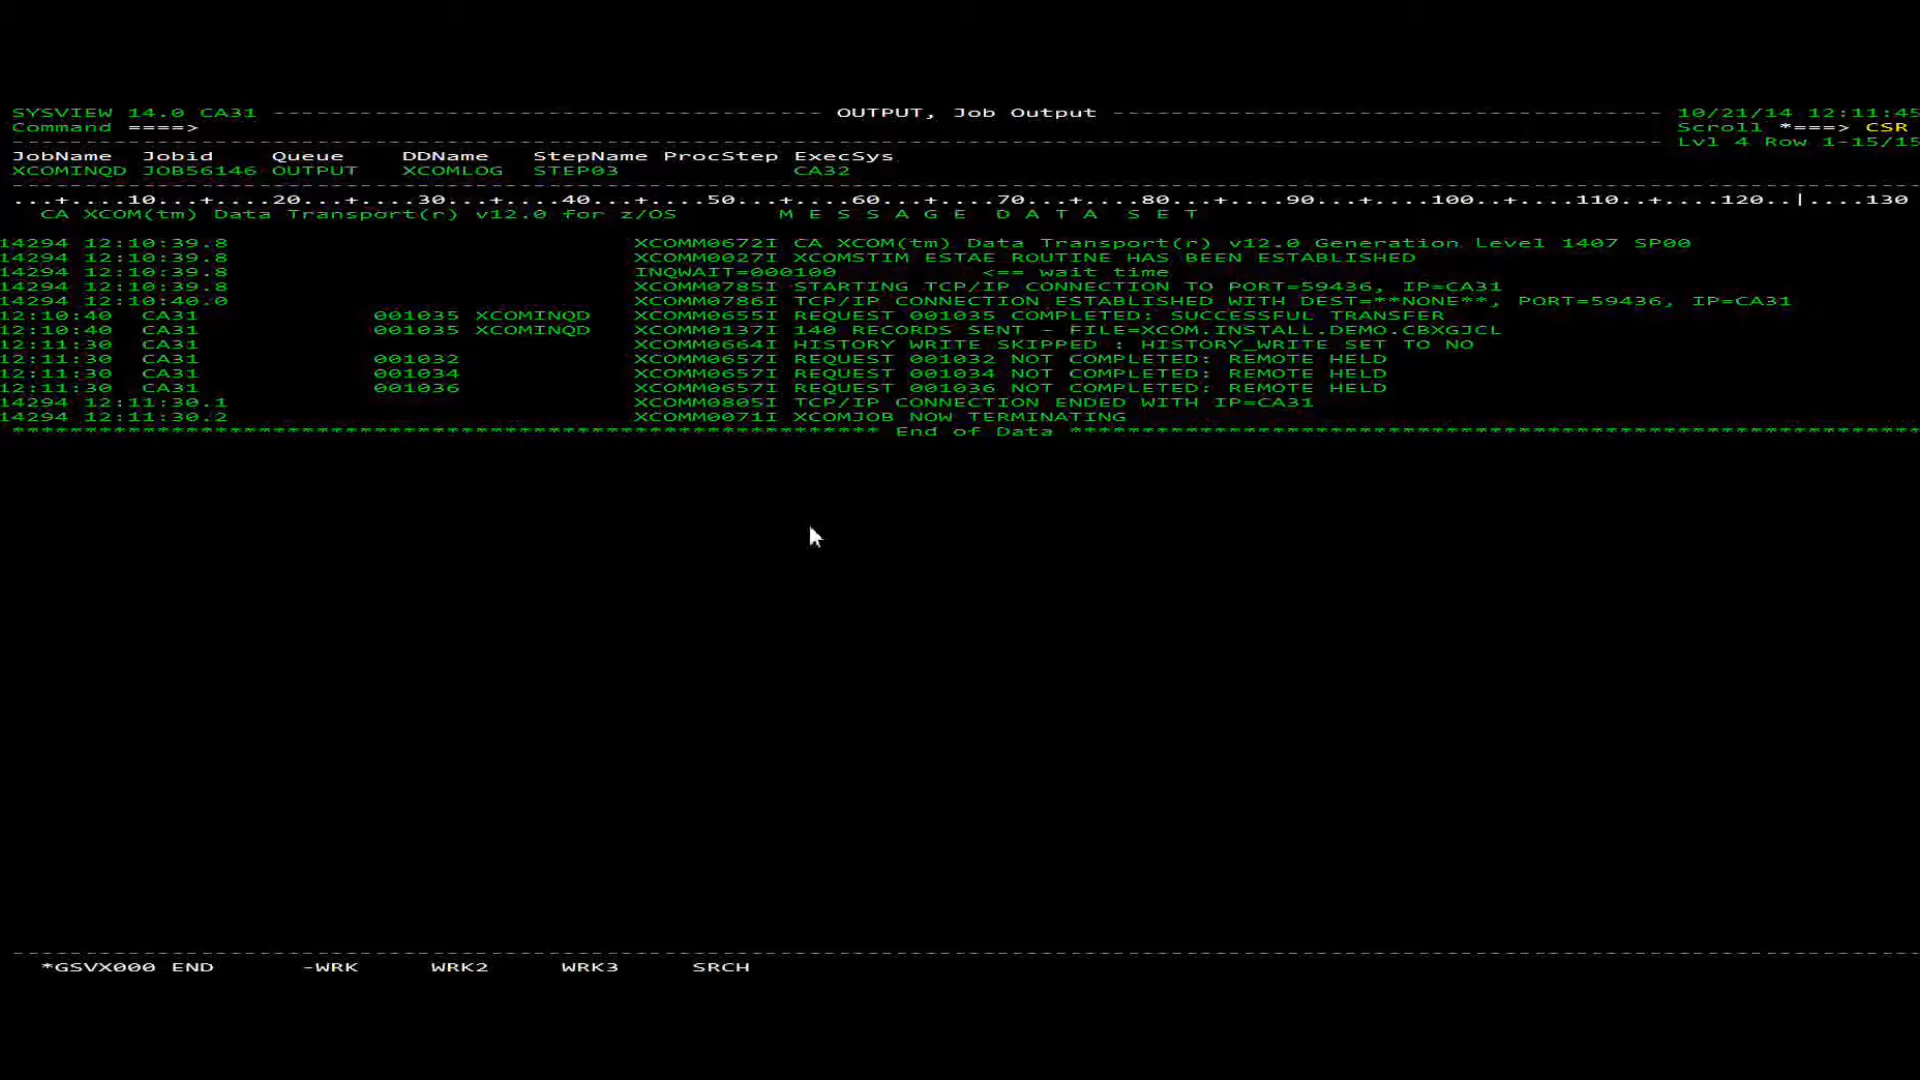 SYSVIEW 14.0 CA31 ---------- OUTPUT, Job Output ---------- 10/21/14 12:11:45
Command ====> Scroll *===> CSR
Lvl 4 Row 1-15/15
JobName Jobid Queue DDName StepName ProcStep ExecSys
XCOMINQD JOB56146 OUTPUT XCOMLOG STEP03 CA32
...+....10...+....20...+....30...+....40...+....50...+....60...+....70...+....80...+....90...+....100..+....110..+....120..|....130
CA XCOM(tm) Data Transport(r) v12.0 for z/OS M E S S A G E D A T A S E T
14294 12:10:39.8 XCOMM0672I CA XCOM(tm) Data Transport(r) v12.0 Generation Level 1407 SP00
14294 12:10:39.8 XCOMM0027I XCOMSTIM ESTAE ROUTINE HAS BEEN ESTABLISHED
14294 12:10:39.8 INQWAIT=000100 <== wait time
14294 12:10:39.8 XCOMM0785I STARTING TCP/IP CONNECTION TO PORT=59436, IP=CA31
14294 12:10:40.0 XCOMM0786I TCP/IP CONNECTION ESTABLISHED WITH DEST=**NONE**, PORT=59436, IP=CA31
12:10:40 CA31 001035 XCOMINQD XCOMM0655I REQUEST 001035 COMPLETED: SUCCESSFUL TRANSFER
12:10:40 CA31 001035 XCOMINQD XCOMM0137I 140 RECORDS SENT - FILE=XCOM.INSTALL.DEMO.CBXGJCL
12:11:30 CA31 XCOMM0664I HISTORY WRITE SKIPPED : HISTORY_WRITE SET TO NO
12:11:30 CA31 001032 XCOMM0657I REQUEST 001032 NOT COMPLETED: REMOTE HELD
12:11:30 CA31 001034 XCOMM0657I REQUEST 001034 NOT COMPLETED: REMOTE HELD
12:11:30 CA31 001036 XCOMM0657I REQUEST 001036 NOT COMPLETED: REMOTE HELD
14294 12:11:30.1 XCOMM0805I TCP/IP CONNECTION ENDED WITH IP=CA31
14294 12:11:30.2 XCOMM0071I XCOMJOB NOW TERMINATING
********** End of Data **********
*GSVX000 END -WRK WRK2 WRK3 SRCH